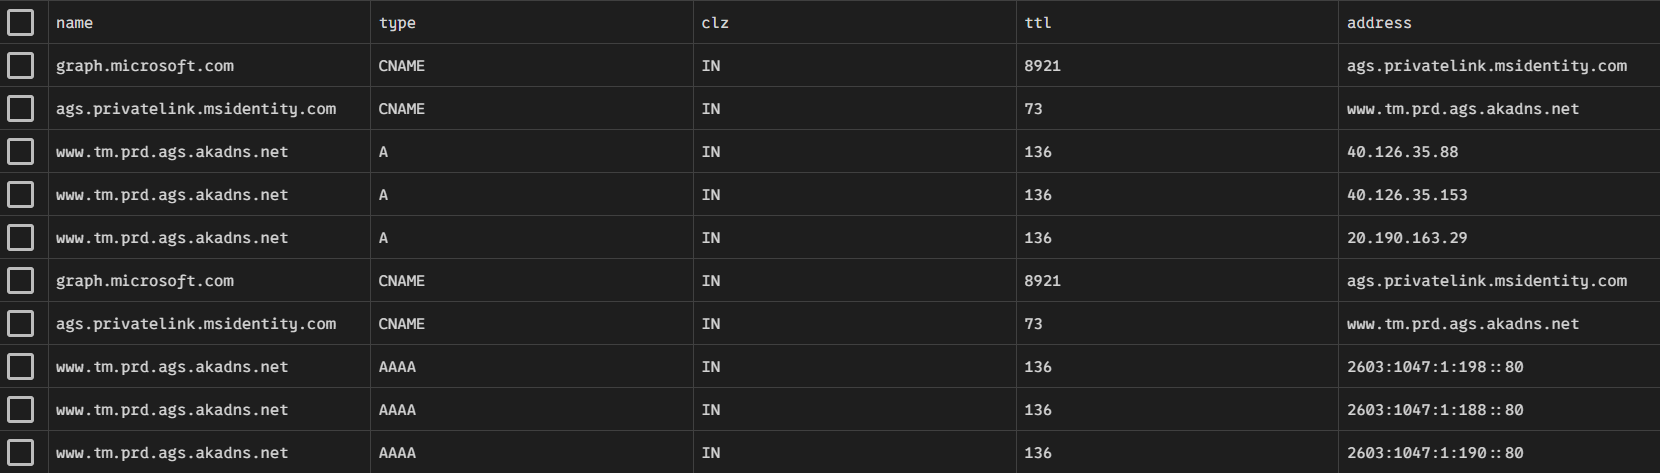 name type clz ttl address
graph.microsoft.com CNAME IN 8921 ags.privatelink.msidentity.com
ags.privatelink.msidentity.com CNAME IN 73 www.tm.prd.ags.akadns.net
www.tm.prd.ags.akadns.net A IN 136 40.126.35.88
www.tm.prd.ags.akadns.net A IN 136 40.126.35.153
www.tm.prd.ags.akadns.net A IN 136 20.190.163.29
graph.microsoft.com CNAME IN 8921 ags.privatelink.msidentity.com
ags.privatelink.msidentity.com CNAME IN 73 www.tm.prd.ags.akadns.net
www.tm.prd.ags.akadns.net AAAA IN 136 2603:1047:1:198::80
www.tm.prd.ags.akadns.net AAAA IN 136 2603:1047:1:188::80
www.tm.prd.ags.akadns.net AAAA IN 136 2603:1047:1:190::80